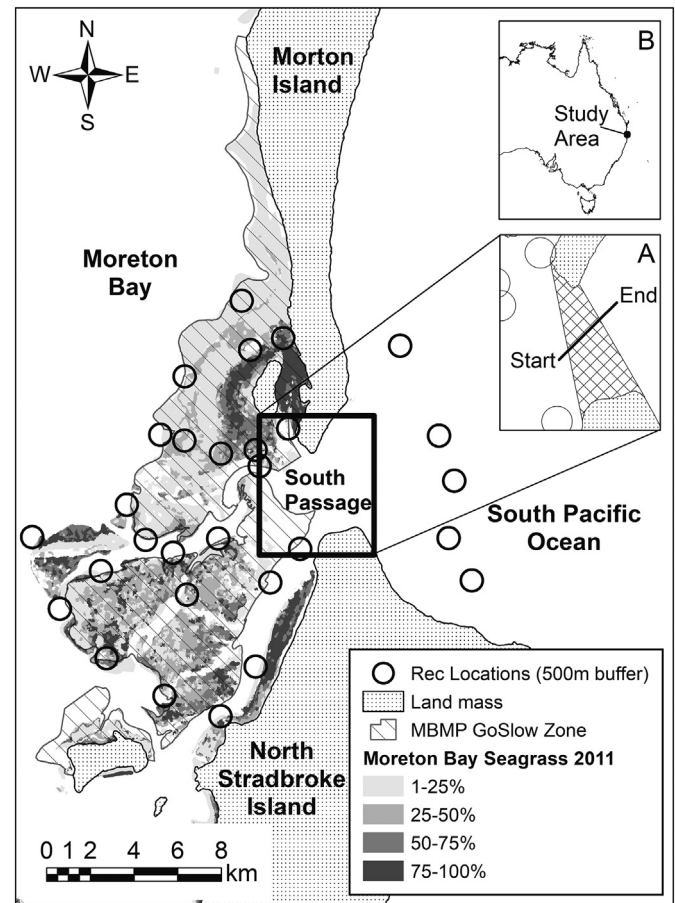 N
W E
S
Morton
Island
B
Study
Area
Moreton
Bay
A
End
Start
South
Passage
South Pacific
Ocean
North
Stradbroke
Island
Rec Locations (500m buffer)
Land mass
MBMP GoSlow Zone
Moreton Bay Seagrass 2011
1-25%
25-50%
50-75%
75-100%
0 1 2 4 6 8
km